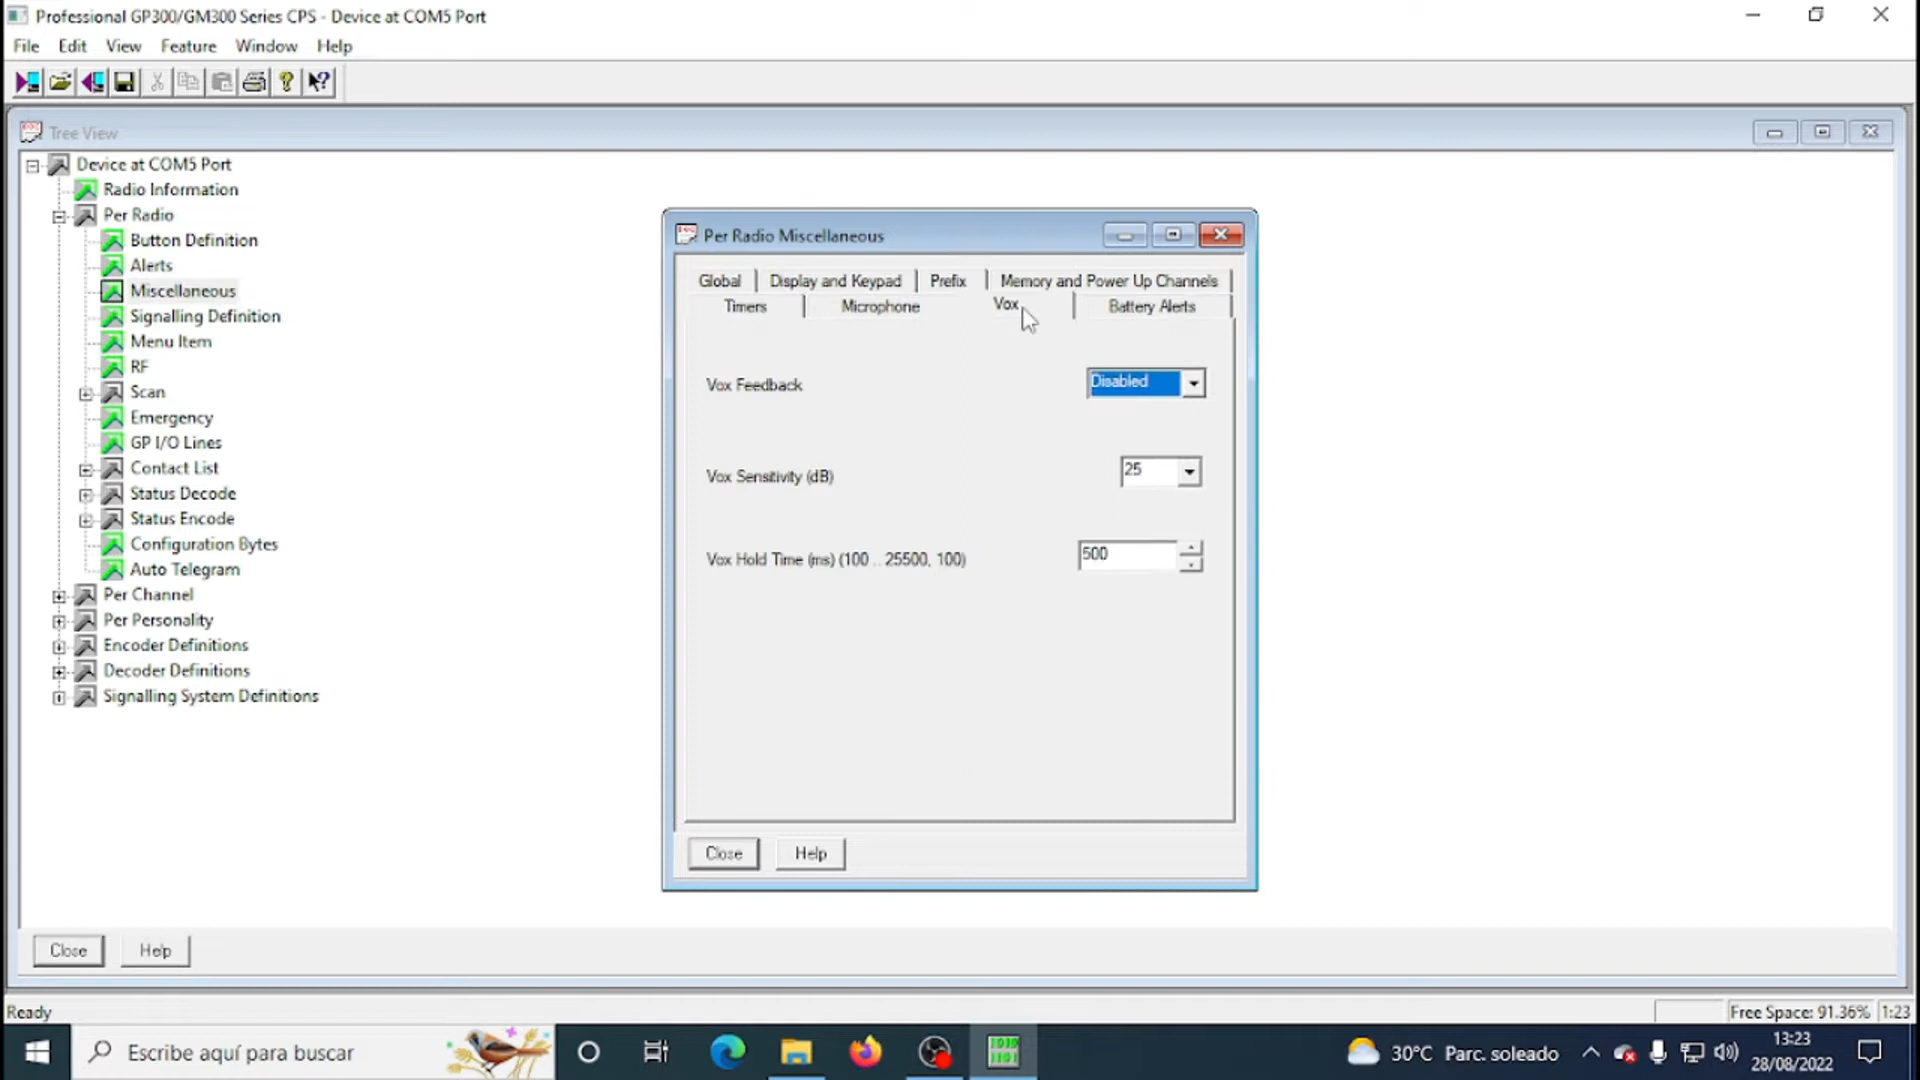 Professional GP300/GM300 Series CPS - Device at COM5 Port
File Edit View Feature Window Help
Tree View
Device at COM5 Port
Radio Information
Per Radio
Button Definition
Alerts
Miscellaneous
Signalling Definition
Menu Item
RF
Scan
Emergency
GP I/O Lines
Contact List
Status Decode
Status Encode
Configuration Bytes
Auto Telegram
Per Channel
Per Personality
Encoder Definitions
Decoder Definitions
Signalling System Definitions
Per Radio Miscellaneous
Global Display and Keypad Prefix Memory and Power Up Channels
Timers Microphone Vox Battery Alerts
Vox Feedback Disabled
Vox Sensitivity (dB) 25
Vox Hold Time (ms) (100 .. 25500, 100) 500
Close Help
Close Help
Ready Free Space: 91.36% 1:23
Escribe aquí para buscar
30°C Parc. soleado
13:23
28/08/2022